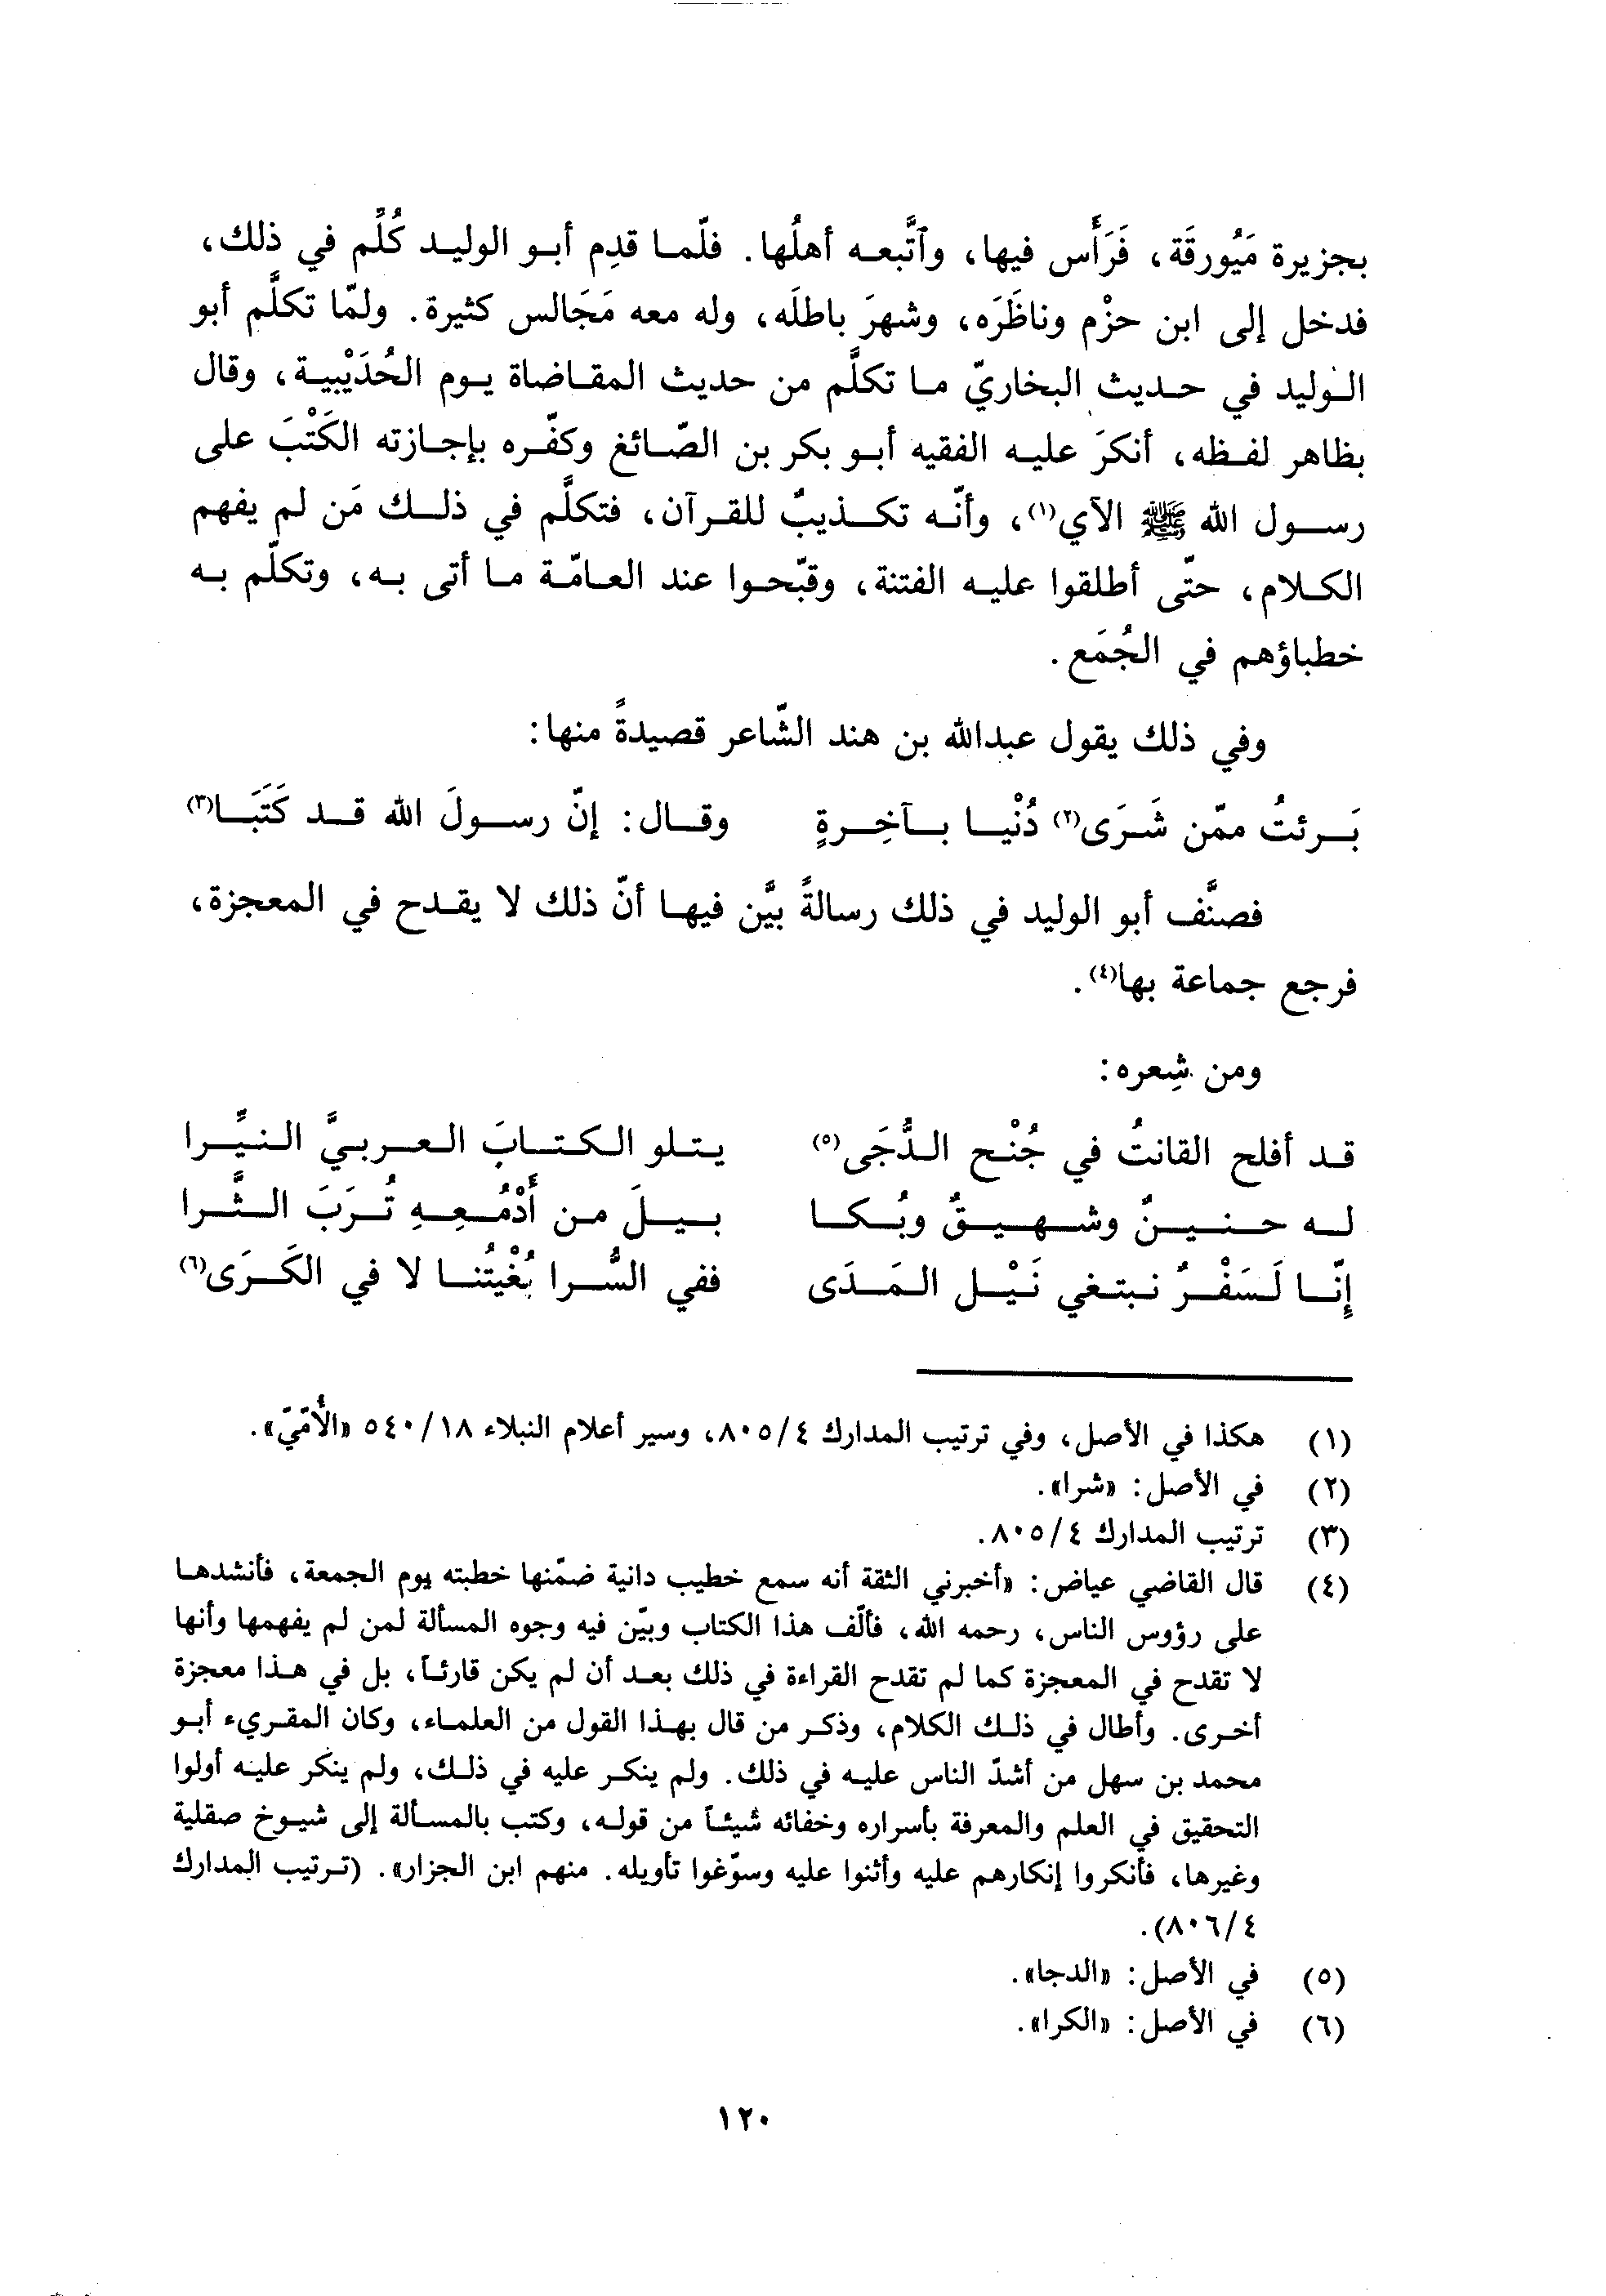 بجزيرة مَيُورقَة، فَرَأَس فيها، وٱتَّبعه أهلُها. فلّما قدِم أبو الوليد كُلِّم في ذلك،
فدخل إلى ابن حزْم وناظَرَه، وشهرَ باطلَه، وله معه مَجَالس كثيرة. ولمّا تكلَّم أبو
الوليد في حديث البخاريّ ما تكلَّم من حديث المقاضاة يوم الحُدَيْبية، وقال
بظاهر لفظه، أنكرَ عليه الفقيه أبو بكر بن الصّائغ وكفّره بإجازته الكَتْبَ على
رسول الله ﷺ الآي(١)، وأنّه تكذيبٌ للقرآن، فتكلَّم في ذلك مَن لم يفهم
الكلام، حتّى أطلقوا عليه الفتنة، وقبّحوا عند العامّة ما أتى به، وتكلّم به
خطباؤهم في الجُمَع.
وفي ذلك يقول عبدالله بن هند الشّاعر قصيدةً منها:
بَرئتُ ممّن شَرَى(٢) دُنْيا بآخِرةٍ وقال: إنّ رسولَ الله قد كَتَبَا(٣)
فصنَّف أبو الوليد في ذلك رسالةً بيَّن فيها أنّ ذلك لا يقدح في المعجزة،
فرجع جماعة بها(٤).
ومن شِعره:
قد أفلح القانتُ في جُنْح الدُّجَى(٥) يتلو الكتابَ العربيَّ النيِّرا
له حنينٌ وشهيقٌ وبُكا بيلَ من أَدْمُعِهِ تُرَبَ الثَّرا
إنّا لَسَفْرٌ نبتغي نَيْل المَدَى ففي السُّرا بُغْيتُنا لا في الكَرَى(٦)
(١) هكذا في الأصل، وفي ترتيب المدارك ٨٠٥/٤، وسير أعلام النبلاء ٥٤٠/١٨ «الأُمّيّ».
(٢) في الأصل: «شرا».
(٣) ترتيب المدارك ٨٠٥/٤.
(٤) قال القاضي عياض: «أخبرني الثقة أنه سمع خطيب دانية ضمّنها خطبته يوم الجمعة، فأنشدها
على رؤوس الناس، رحمه الله، فألّف هذا الكتاب وبيّن فيه وجوه المسألة لمن لم يفهمها وأنها
لا تقدح في المعجزة كما لم تقدح القراءة في ذلك بعد أن لم يكن قارئاً، بل في هذا معجزة
أخرى. وأطال في ذلك الكلام، وذكر من قال بهذا القول من العلماء، وكان المقريء أبو
محمد بن سهل من أشدّ الناس عليه في ذلك. ولم ينكر عليه في ذلك، ولم ينكر عليه أولوا
التحقيق في العلم والمعرفة بأسراره وخفائه شيئاً من قوله، وكتب بالمسألة إلى شيوخ صقلية
وغيرها، فأنكروا إنكارهم عليه وأثنوا عليه وسوّغوا تأويله. منهم ابن الجزار». (ترتيب المدارك
٨٠٦/٤).
(٥) في الأصل: «الدجا».
(٦) في الأصل: «الكرا».
١٢٠